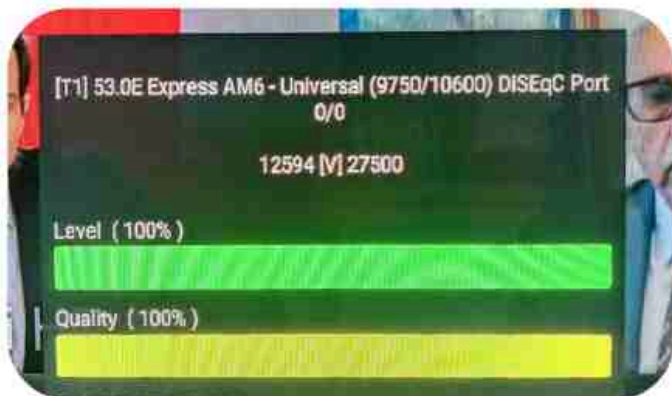 [T1] 53.0E Express AM6 - Universal (9750/10600) DiSEqC Port
0/0
12594 [V] 27500
Level ( 100% )
Quality ( 100% )